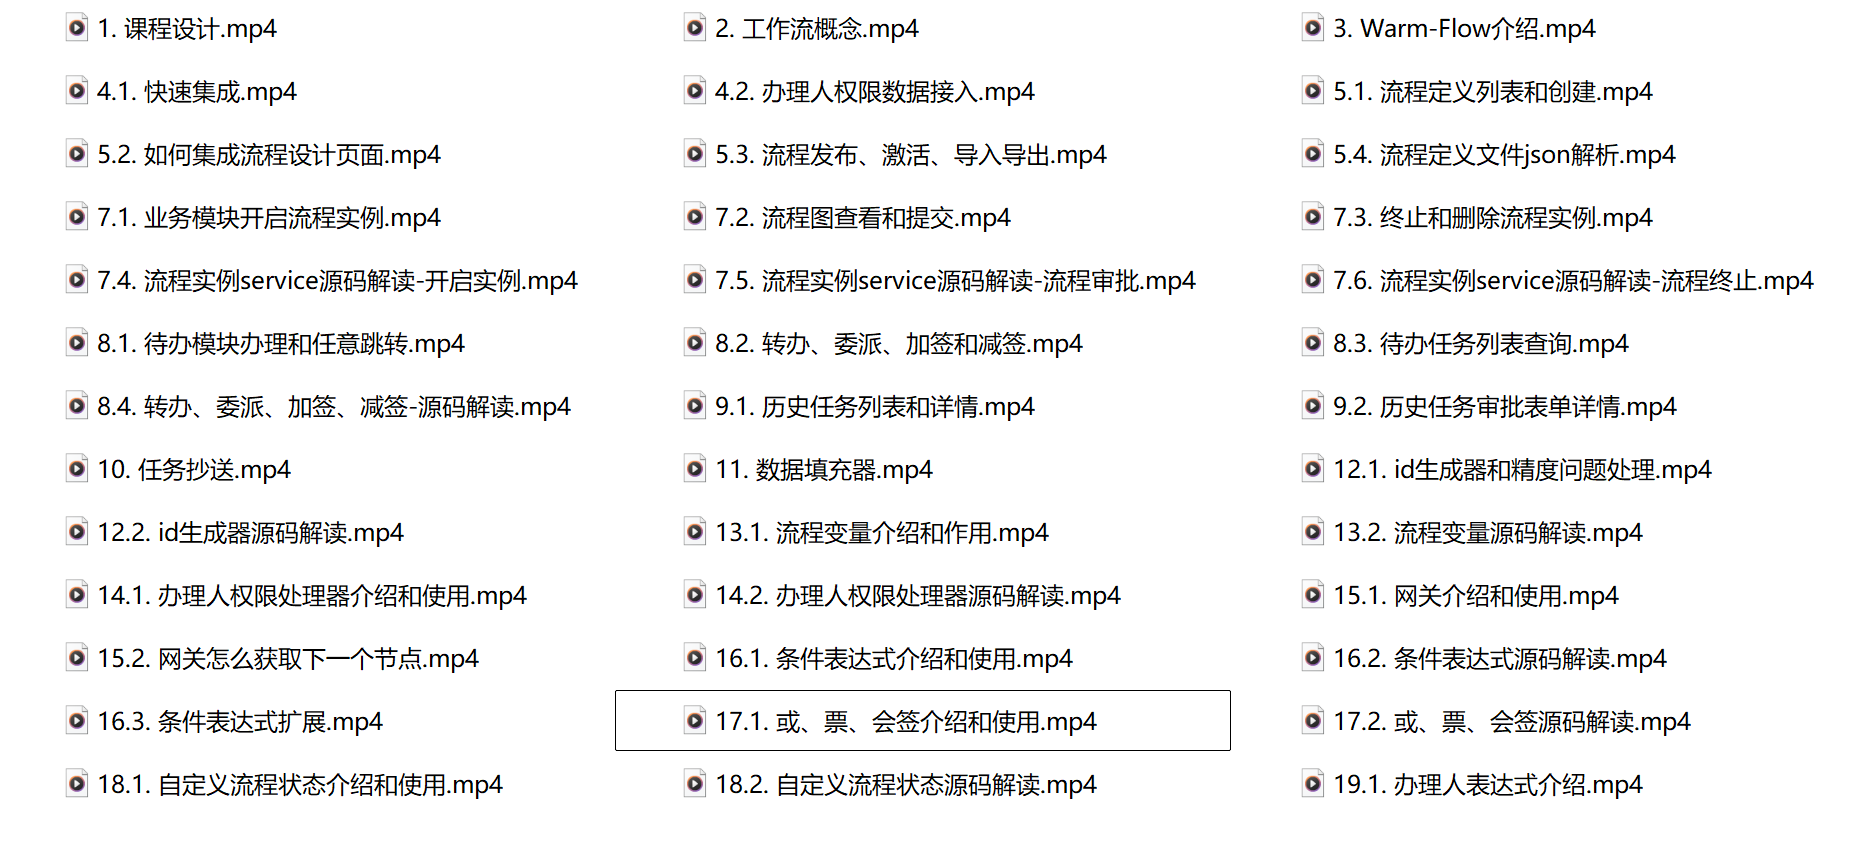 1. 课程设计.mp4
2. 工作流概念.mp4
3. Warm-Flow介绍.mp4
4.1. 快速集成.mp4
4.2. 办理人权限数据接入.mp4
5.1. 流程定义列表和创建.mp4
5.2. 如何集成流程设计页面.mp4
5.3. 流程发布、激活、导入导出.mp4
5.4. 流程定义文件json解析.mp4
7.1. 业务模块开启流程实例.mp4
7.2. 流程图查看和提交.mp4
7.3. 终止和删除流程实例.mp4
7.4. 流程实例service源码解读-开启实例.mp4
7.5. 流程实例service源码解读-流程审批.mp4
7.6. 流程实例service源码解读-流程终止.mp4
8.1. 待办模块办理和任意跳转.mp4
8.2. 转办、委派、加签和减签.mp4
8.3. 待办任务列表查询.mp4
8.4. 转办、委派、加签、减签-源码解读.mp4
9.1. 历史任务列表和详情.mp4
9.2. 历史任务审批表单详情.mp4
10. 任务抄送.mp4
11. 数据填充器.mp4
12.1. id生成器和精度问题处理.mp4
12.2. id生成器源码解读.mp4
13.1. 流程变量介绍和作用.mp4
13.2. 流程变量源码解读.mp4
14.1. 办理人权限处理器介绍和使用.mp4
14.2. 办理人权限处理器源码解读.mp4
15.1. 网关介绍和使用.mp4
15.2. 网关怎么获取下一个节点.mp4
16.1. 条件表达式介绍和使用.mp4
16.2. 条件表达式源码解读.mp4
16.3. 条件表达式扩展.mp4
17.1. 或、票、会签介绍和使用.mp4
17.2. 或、票、会签源码解读.mp4
18.1. 自定义流程状态介绍和使用.mp4
18.2. 自定义流程状态源码解读.mp4
19.1. 办理人表达式介绍.mp4